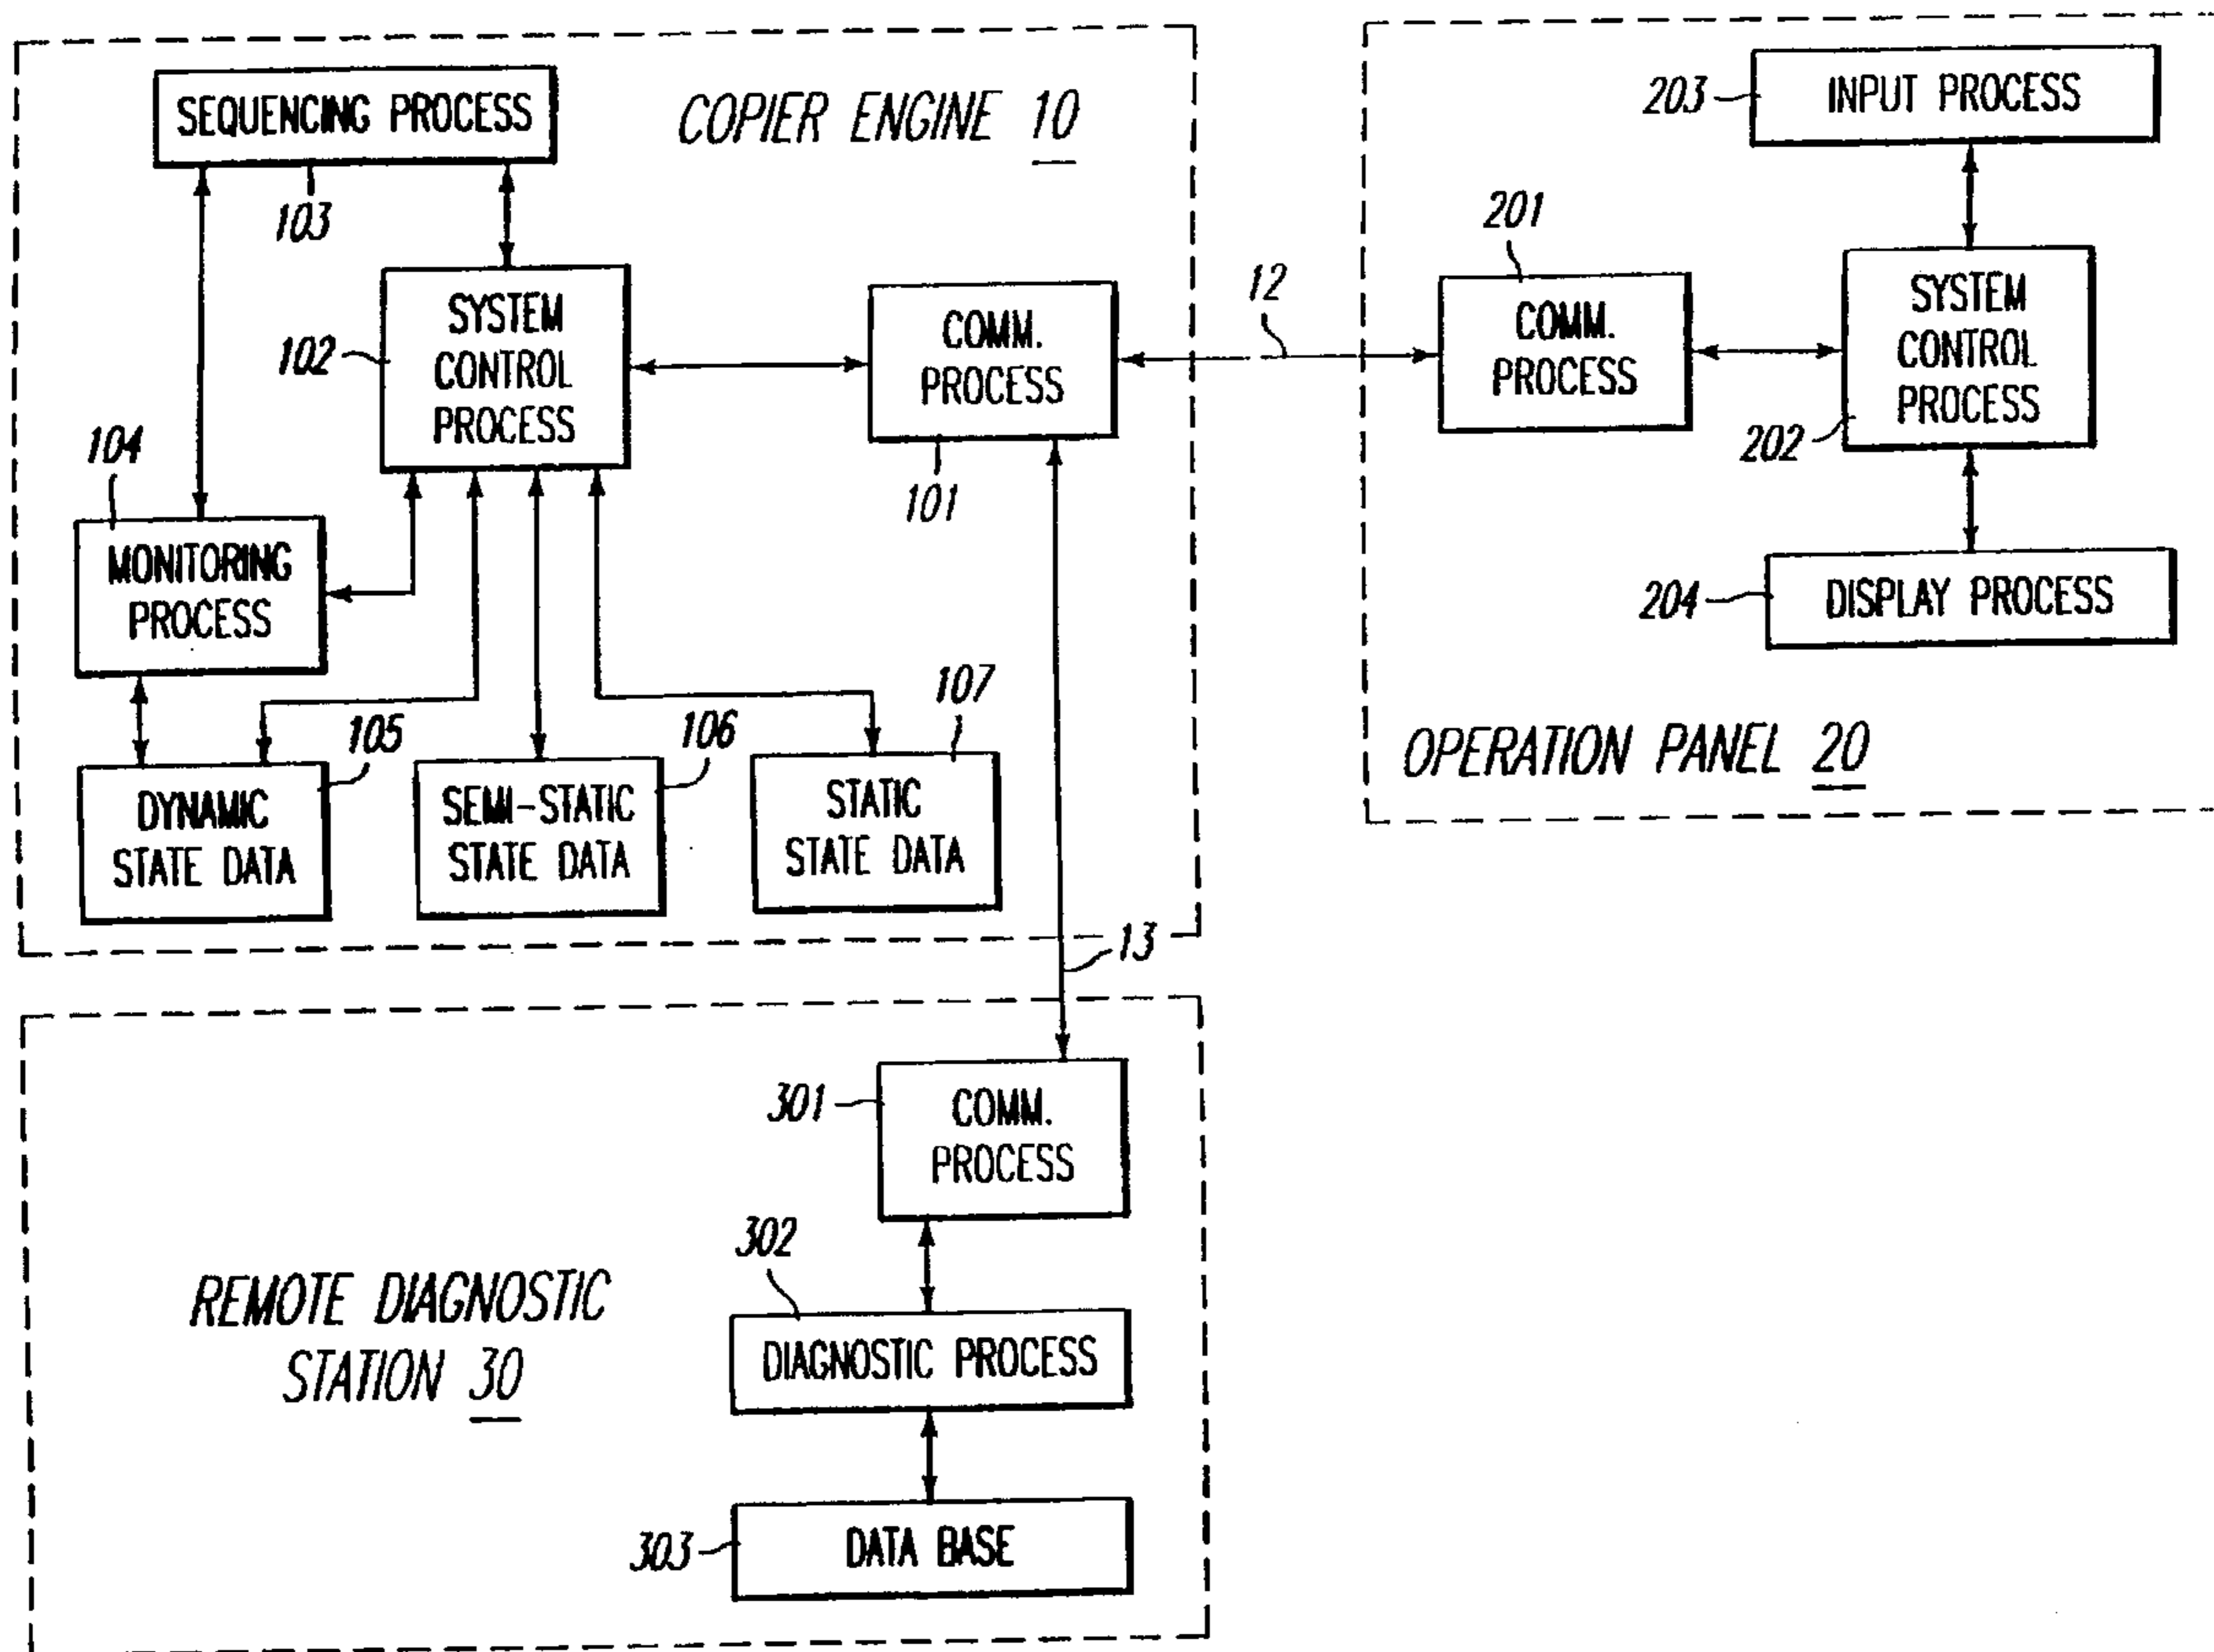 SEQUENCING PROCESS
103
COPIER ENGINE 10
102
SYSTEM
CONTROL
PROCESS
COMM.
PROCESS
101
104
MONITORING
PROCESS
105
DYNAMIC
STATE DATA
106
SEMI-STATIC
STATE DATA
107
STATIC
STATE DATA
12
13
203
INPUT PROCESS
201
COMM.
PROCESS
SYSTEM
CONTROL
PROCESS
202
204
DISPLAY PROCESS
OPERATION PANEL 20
301
COMM.
PROCESS
302
DIAGNOSTIC PROCESS
REMOTE DIAGNOSTIC
STATION 30
303
DATA BASE